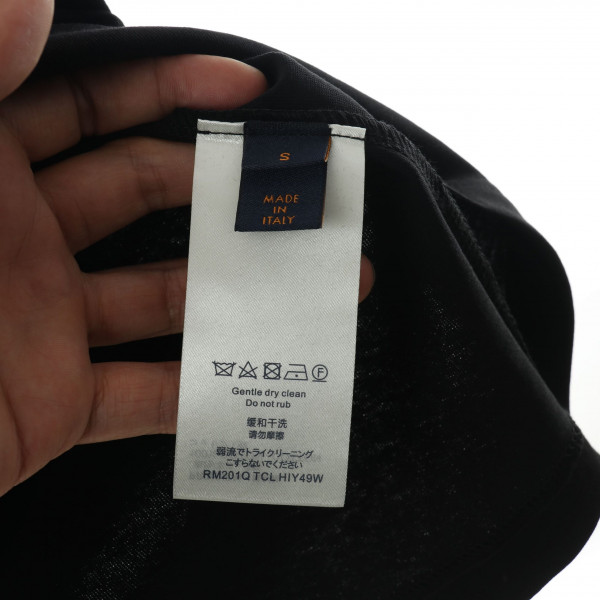 S
MADE
IN
ITALY
Gentle dry clean
Do not rub
缓和干洗
请勿摩擦
弱流でトライクリーニング
こすらないでください
RM201Q TCL HIY49W